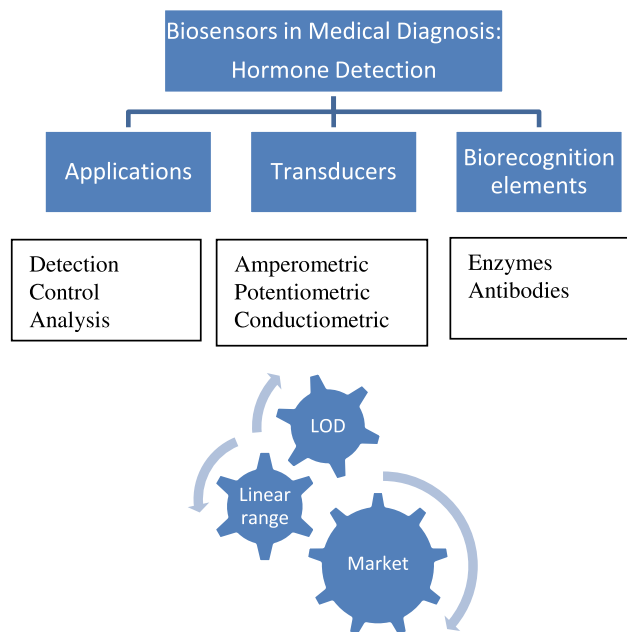 Biosensors in Medical Diagnosis:
Hormone Detection
Applications
Transducers
Biorecognition
elements
Detection
Control
Analysis
Amperometric
Potentiometric
Conductiometric
Enzymes
Antibodies
LOD
Linear
range
Market